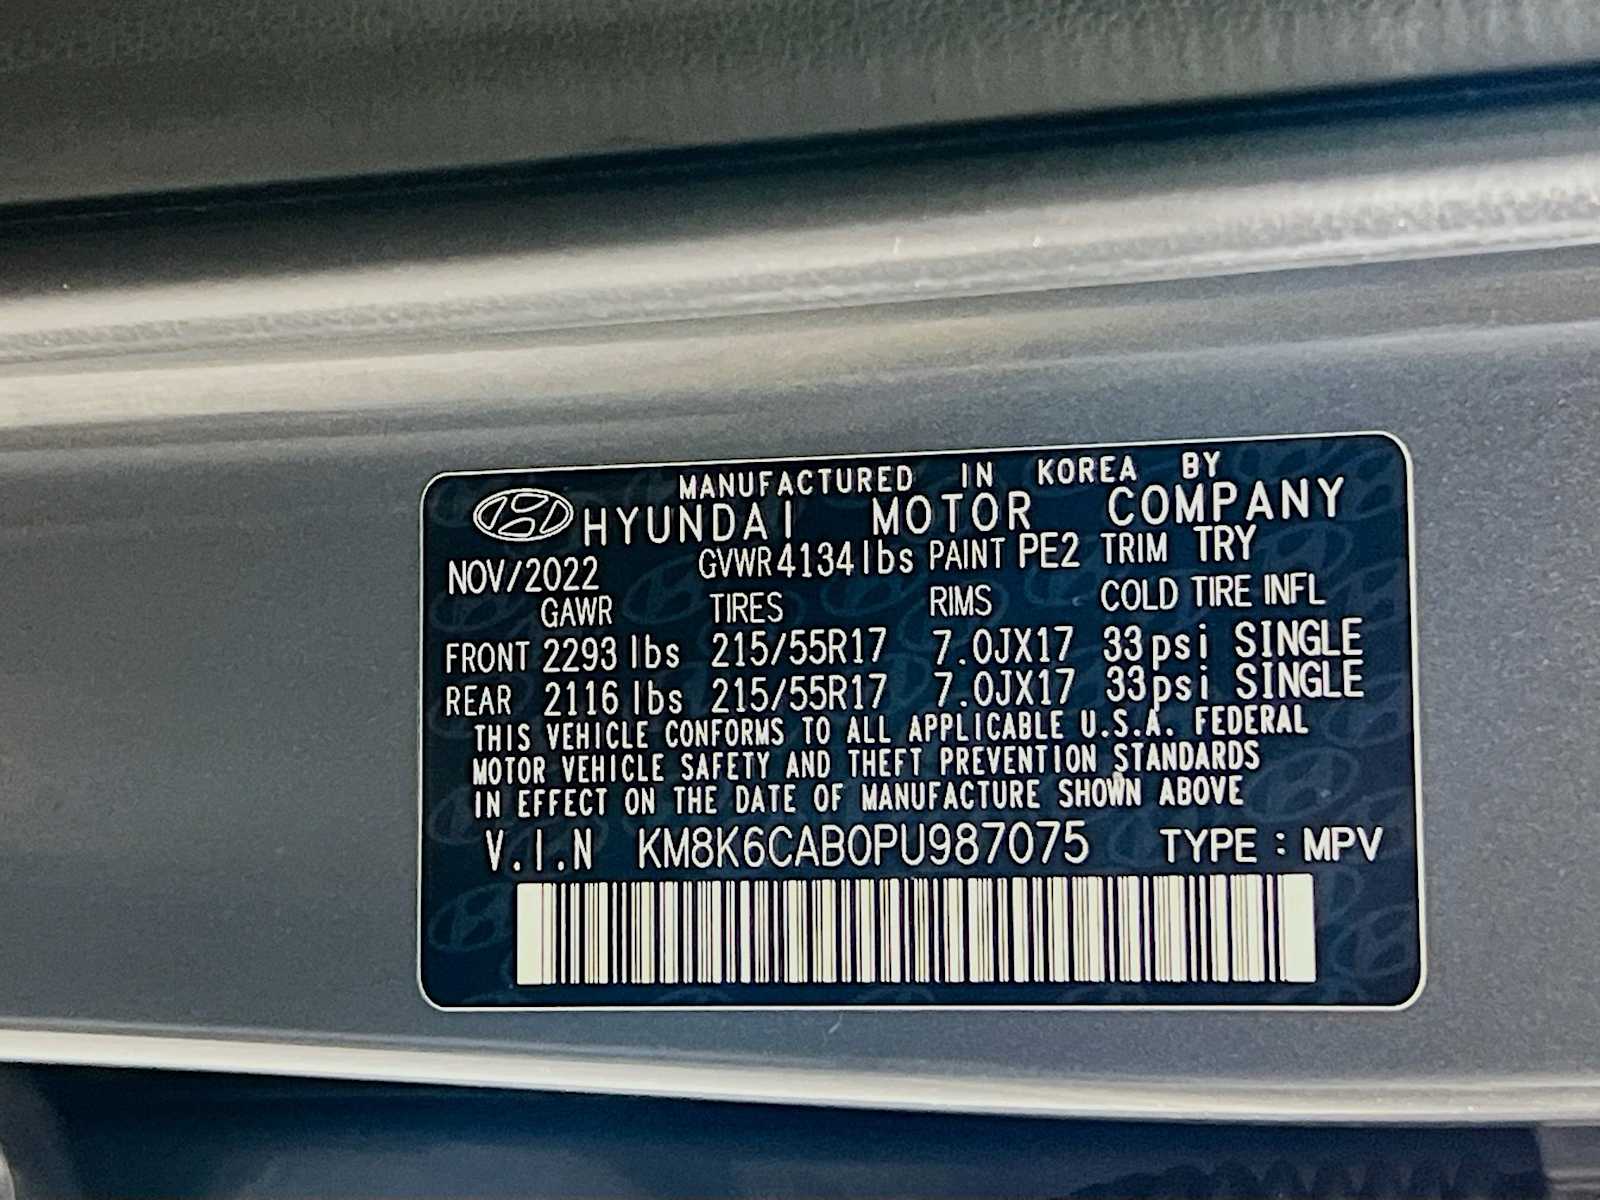 MANUFACTURED IN KOREA BY
HYUNDAI MOTOR COMPANY
NOV/2022 GVWR 4134lbs PAINT PE2 TRIM TRY
GAWR TIRES RIMS COLD TIRE INFL
FRONT 2293 lbs 215/55R17 7.0JX17 33psi SINGLE
REAR 2116 lbs 215/55R17 7.0JX17 33psi SINGLE
THIS VEHICLE CONFORMS TO ALL APPLICABLE U.S.A. FEDERAL
MOTOR VEHICLE SAFETY AND THEFT PREVENTION STANDARDS
IN EFFECT ON THE DATE OF MANUFACTURE SHOWN ABOVE
V.I.N KM8K6CAB0PU987075 TYPE : MPV